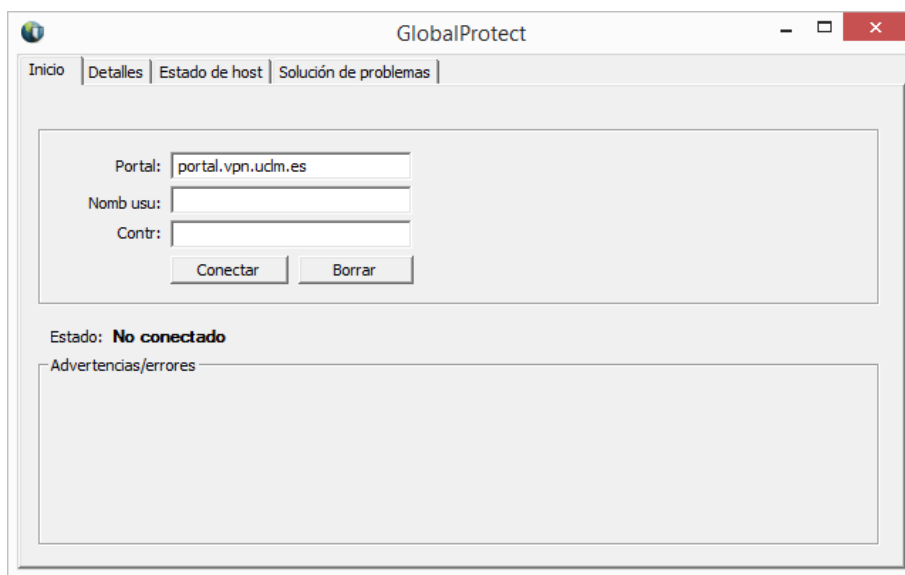 GlobalProtect
Inicio Detalles Estado de host Solución de problemas
Portal: portal.vpn.uclm.es
Nomb usu:
Contr:
Conectar Borrar
Estado: No conectado
Advertencias/errores